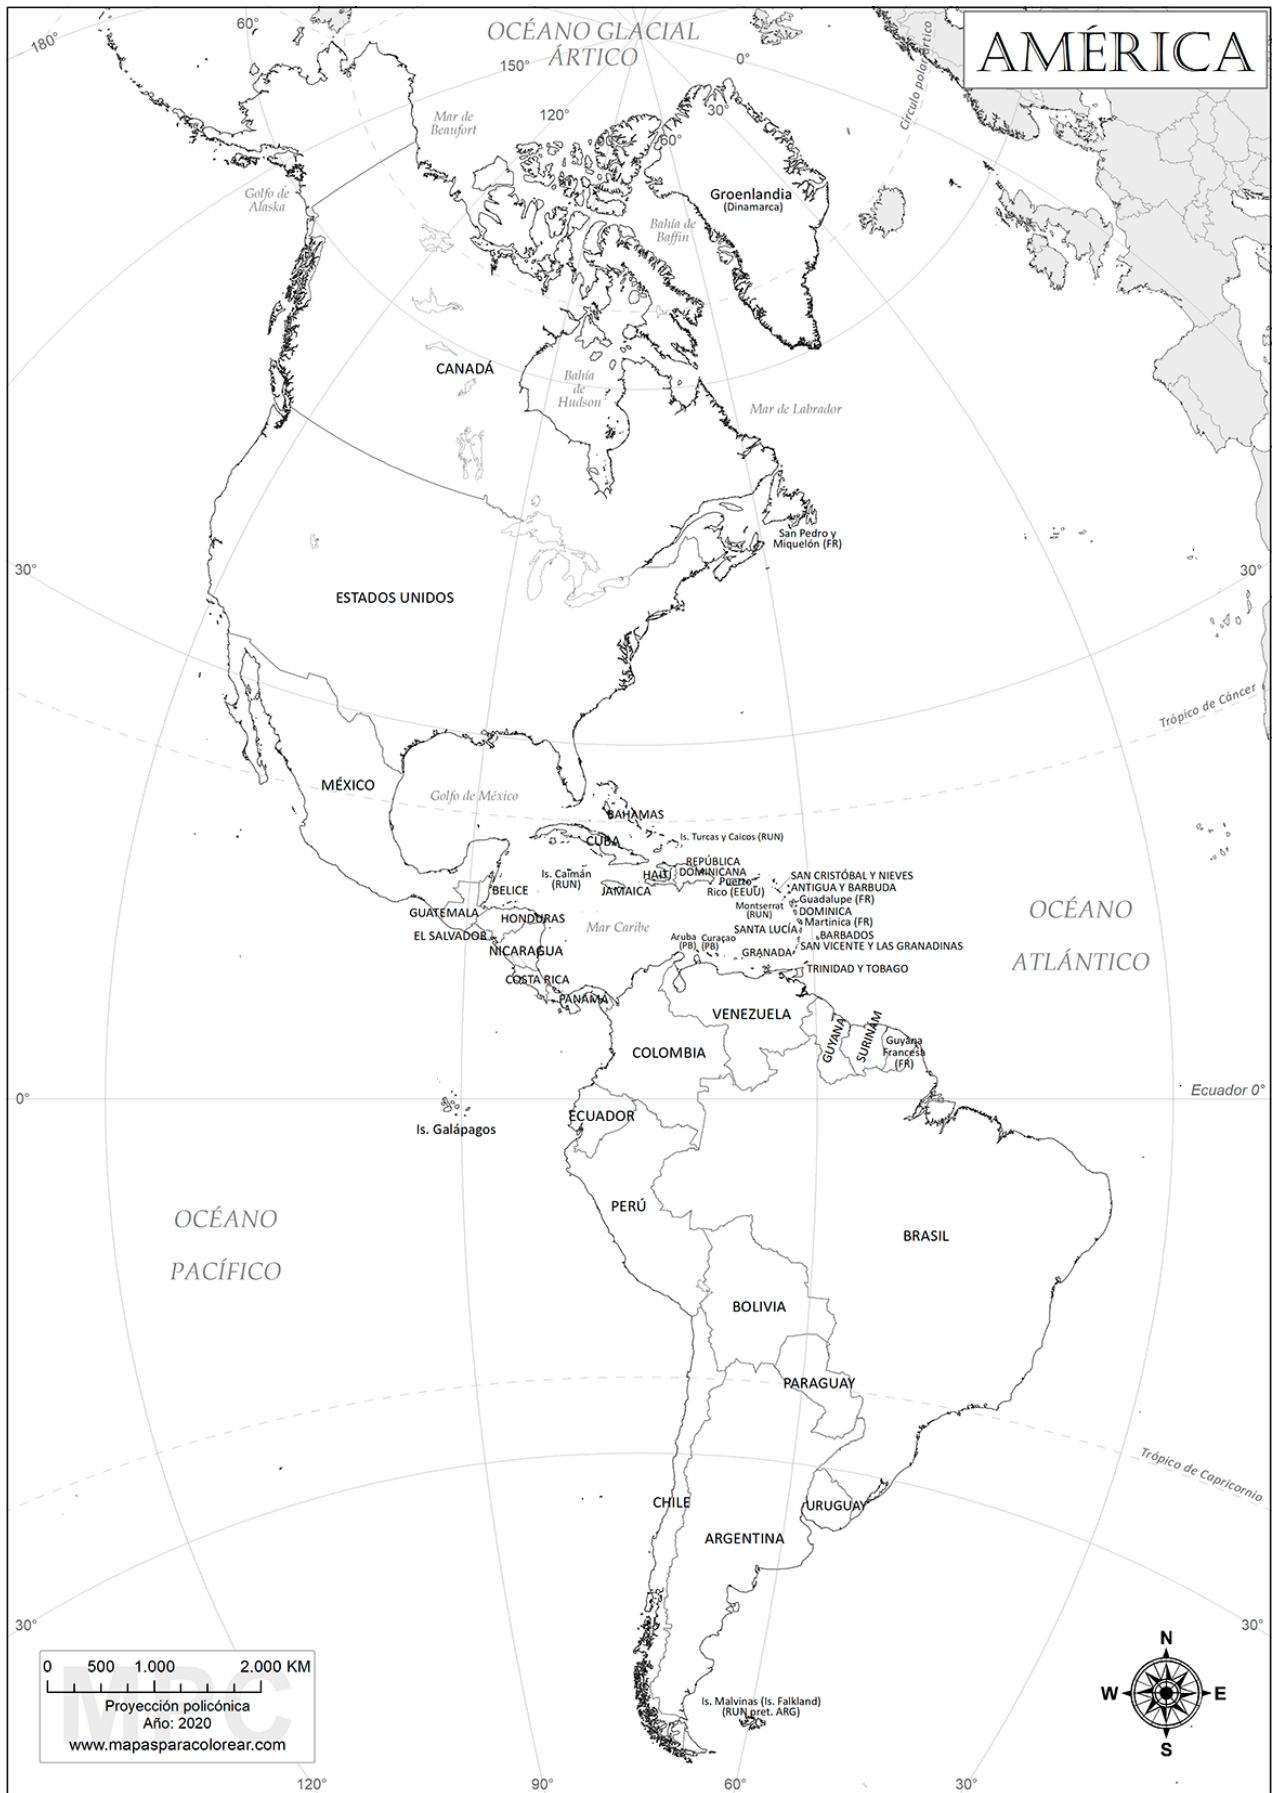 AMÉRICA
OCÉANO GLACIAL
ÁRTICO
180°
60°
150°
120°
90°
60°
30°
0°
Círculo polar ártico
Mar de
Beaufort
Golfo de
Alaska
Groenlandia
(Dinamarca)
Bahía de
Baffin
CANADÁ
Bahía
de
Hudson
Mar de Labrador
San Pedro y
Miquelón (FR)
30°
30°
ESTADOS UNIDOS
Trópico de Cáncer
MÉXICO
Golfo de México
BAHAMAS
CUBA
Is. Turcas y Caicos (RUN)
REPÚBLICA
DOMINICANA
HAITÍ
Is. Caimán
(RUN)
JAMAICA
Puerto
Rico (EEUU)
SAN CRISTÓBAL Y NIEVES
ANTIGUA Y BARBUDA
Guadalupe (FR)
Montserrat
(RUN)
DOMINICA
Martinica (FR)
SANTA LUCÍA
BARBADOS
SAN VICENTE Y LAS GRANADINAS
GRANADA
TRINIDAD Y TOBAGO
BELICE
GUATEMALA
HONDURAS
EL SALVADOR
NICARAGUA
COSTA RICA
PANAMÁ
Mar Caribe
Aruba
(PB)
Curaçao
(PB)
OCÉANO
ATLÁNTICO
VENEZUELA
GUYANA
SURINAM
Guyana
Francesa
(FR)
COLOMBIA
0°
Ecuador 0°
ECUADOR
Is. Galápagos
PERÚ
BRASIL
OCÉANO
PACÍFICO
BOLIVIA
PARAGUAY
Trópico de Capricornio
CHILE
URUGUAY
ARGENTINA
30°
30°
Is. Malvinas (Is. Falkland)
(RUN pret. ARG)
N
W
E
S
0 500 1.000 2.000 KM
MPC
Proyección policónica
Año: 2020
www.mapasparacolorear.com
120°
90°
60°
30°